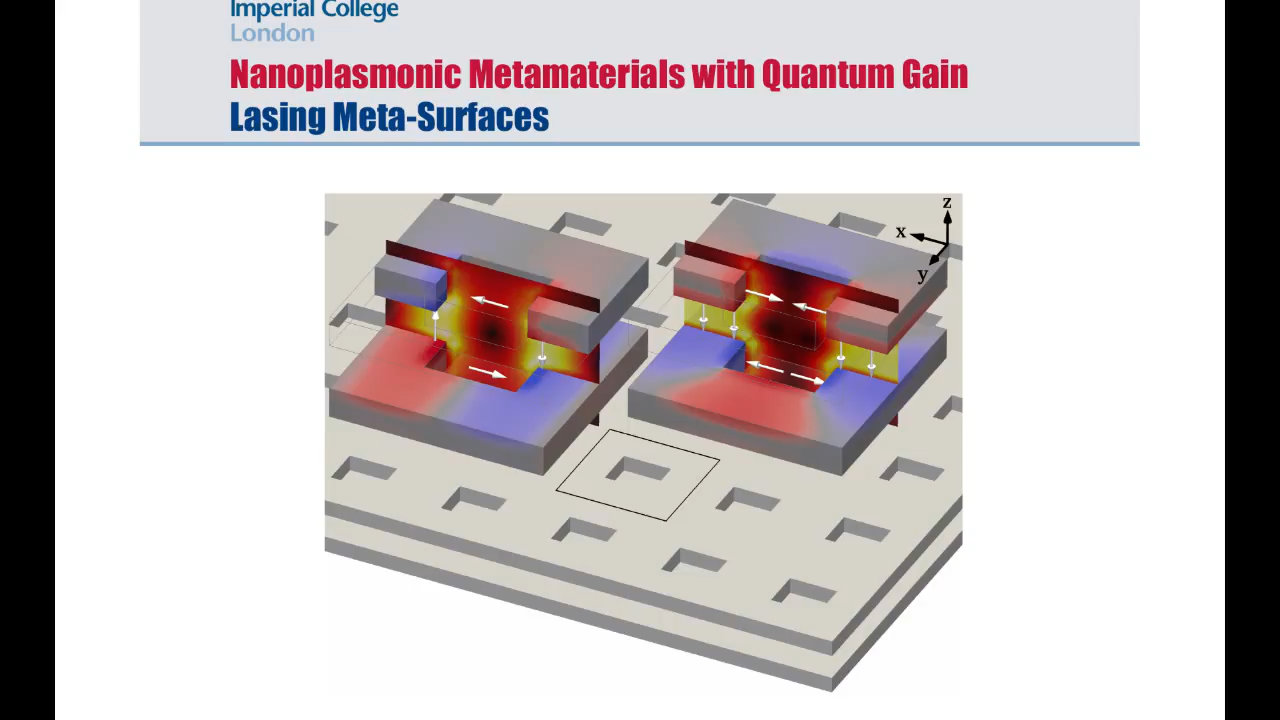 Imperial College
London
Nanoplasmonic Metamaterials with Quantum Gain
Lasing Meta-Surfaces
z
x
y